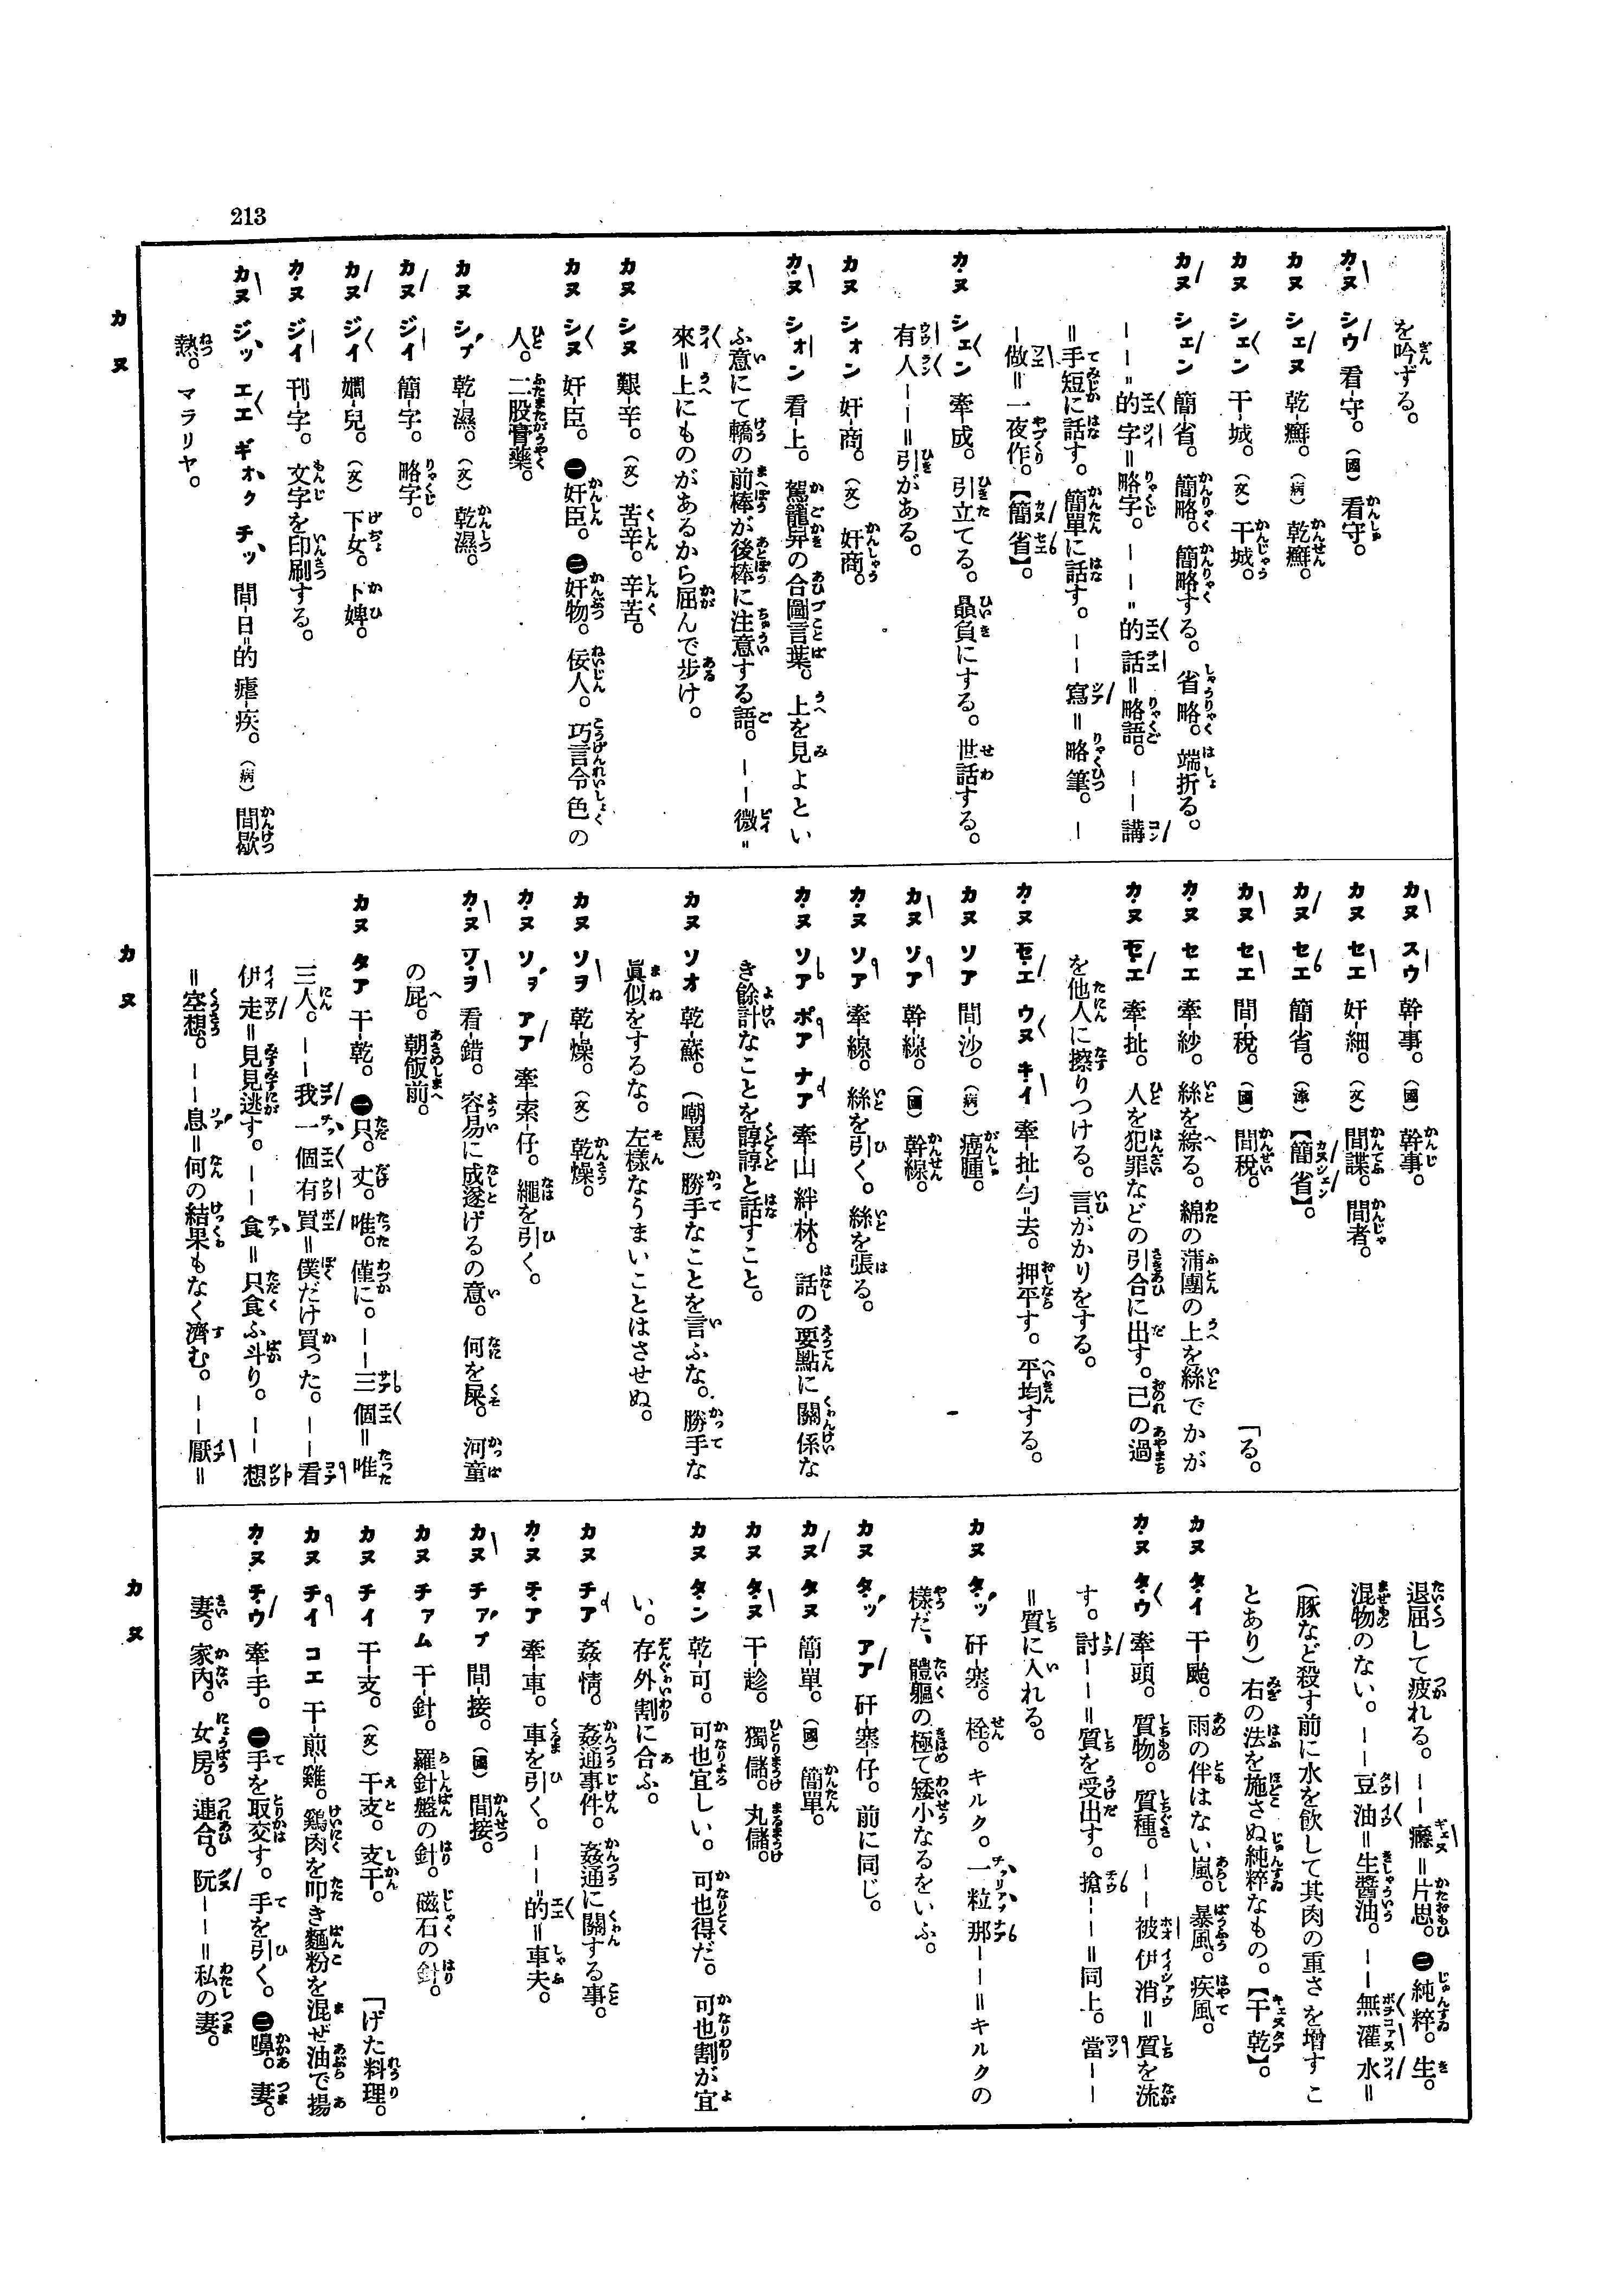 213
を吟ずる。
カヌ シウ 看-守。（國）看守。
カヌ シェヌ 乾-癬。（病）乾癬。
カヌ シェン 干-城。（文）干城。
カヌ シェン 簡-省。簡略。簡略する。省略。端折る。
――〓的字＝略字。――〓的話＝略語。――講
＝手短に話す。簡單に話す。――寫＝略筆。―
―做＝一夜作。【簡省】。
カヌ シェン 牽-成。引立てる。贔負にする。世話する。
有人――＝引がある。
カヌ シォン 奸-商。（文）奸商。
カヌ シォン 看-上。駕籠舁の合圖言葉。上を見よとい
ふ意にて轎の前棒が後棒に注意する語。――微〓
來＝上にものがあるから屈んで步け。
カヌ シヌ 艱-辛。（文）苦辛。辛苦。
カヌ シヌ 奸-臣。㊀奸臣。㊁奸物。佞人。巧言令色の
人。二股膏藥。
カヌ シㇷ゚ 乾-濕。（文）乾濕。
カヌ ジイ 簡-字。略字。
カヌ ジイ 嫺-兒。（文）下女。下婢。
カヌ ジイ 刊-字。文字を印刷する。
カヌ ジッ エエ ギォク チッ 間-日〓的 瘧-疾。（病）間歇
熱。マラリヤ。
カヌ
カヌ スウ 幹-事。（國）幹事。
カヌ セエ 奸-細。（文）間諜。間者。
カヌ セエ 簡-省。（漳）【簡省】。
カヌ セエ 間-稅。（國）間稅。
カヌ セエ 牽-紗。絲を綜る。綿の蒲團の上を絲でかが「る。
カヌ セエ 牽-扯。人を犯罪などの引合に出す。己の過
を他人に擦りつける。言がかりをする。
カヌ セエ ウヌ キイ 牽-扯-勻〓去。押平す。平均する。
カヌ ソア 間-沙。（病）癌腫。
カヌ ソア 幹-線。（國）幹線。
カヌ ソア 牽-線。絲を引く。絲を張る。
カヌ ソア ポア ナア 牽山 絆-林。話の要點に關係な
き餘計なことを諄諄と話すこと。
カヌ ソオ 乾-蘇。（嘲罵）勝手なことを言ふな。勝手な
眞似をするな。左樣なうまいことはさせぬ。
カヌ ソヲ 乾-燥。（文）乾燥。
カヌ ソヲ アア 牽-索-仔。繩を引く。
カヌ ソヲ 看-錯。容易に成遂げるの意。何を屎。河童
の屁。朝飯前。
カヌ タア 干-乾。㊀只。丈。唯。僅に。――三個＝唯
三人。――我一個有買＝僕だけ買った。――看
伊走＝見見逃す。――食＝只食ふ斗り。――想
＝空想。――息＝何の結果もなく濟む。――厭＝
カヌ
退屈して疲れる。――癮＝片思。㊁純粹。生。
混物のない。――豆油＝生醬油。――無灌水＝
（豚など殺す前に水を飮して其肉の重さを增すこ
とあり）右の法を施さぬ純粹なもの。【干乾】。
カヌ タイ 干-颱。雨の伴はない嵐。暴風。疾風。
カヌ タウ 牽-頭。質物。質種。――被伊消＝質を流
す。討――＝質を受出す。搶――＝同上。當――
＝質に入れる。
カヌ タッ 矸-塞。栓。キルク。一粒那――＝キルクの
樣だ、體軀の極て矮小なるをいふ。
カヌ タッ アア 矸-塞-仔。前に同じ。
カヌ タヌ 簡-單。（國）簡單。
カヌ タヌ 干-趁。獨儲。丸儲。
カヌ タン 乾-可。可也宜しい。可也得だ。可也割が宜
い。存外割に合ふ。
カヌ チア 姦-情。姦通事件。姦通に關する事。
カヌ チア 牽-車。車を引く。――〓的＝車夫。
カヌ チァㇷ゚ 間-接。（國）間接。
カヌ チァム 干-針。羅針盤の針。磁石の針。
カヌ チイ 干-支。（文）干支。支干。
カヌ チイ コエ 干-煎-雞。鷄肉を叩き麵粉を混ぜ油で揚「げた料理。
カヌ チウ 牽-手。㊀手を取交す。手を引く。㊁嚊。妻。
妻。家內。女房。連合。阮――＝私の妻。
カヌ